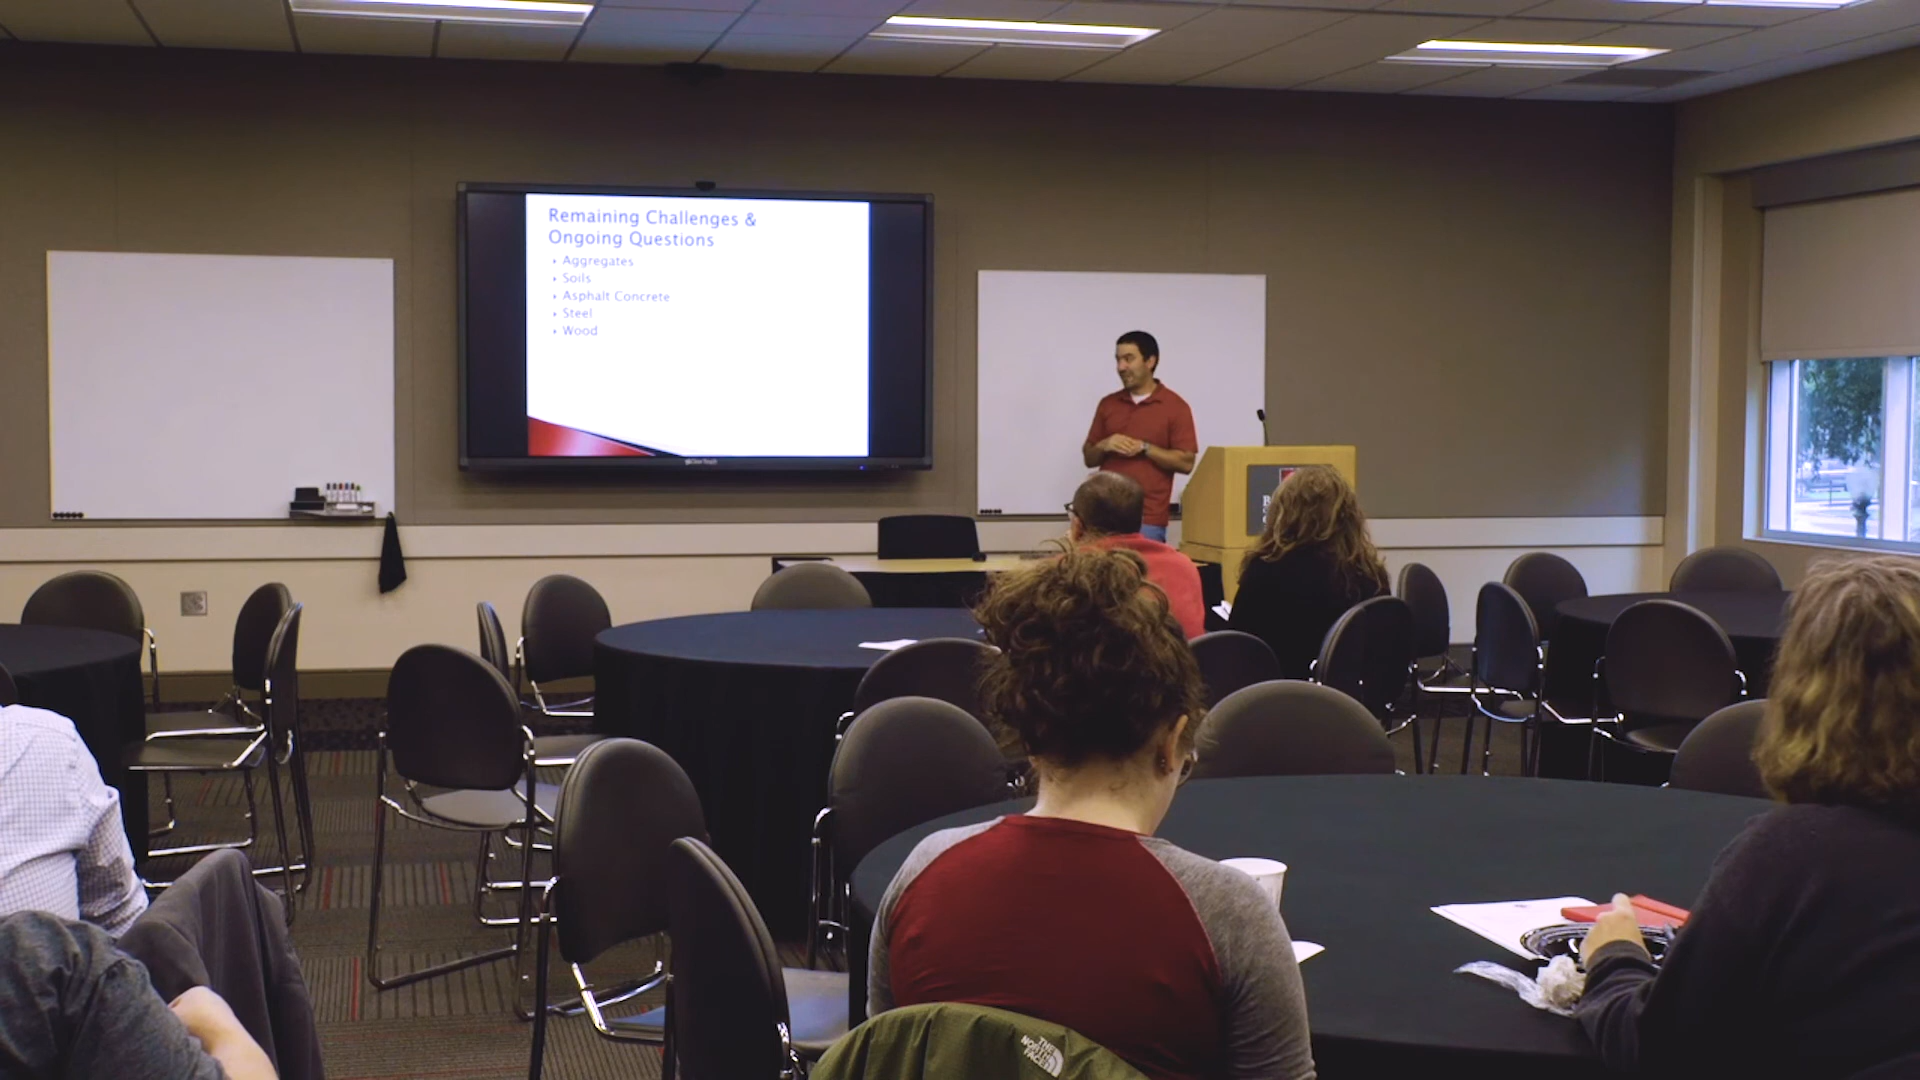 Remaining Challenges &
Ongoing Questions
Aggregates
Soils
Asphalt Concrete
Steel
Wood
THE
NORTH
FACE